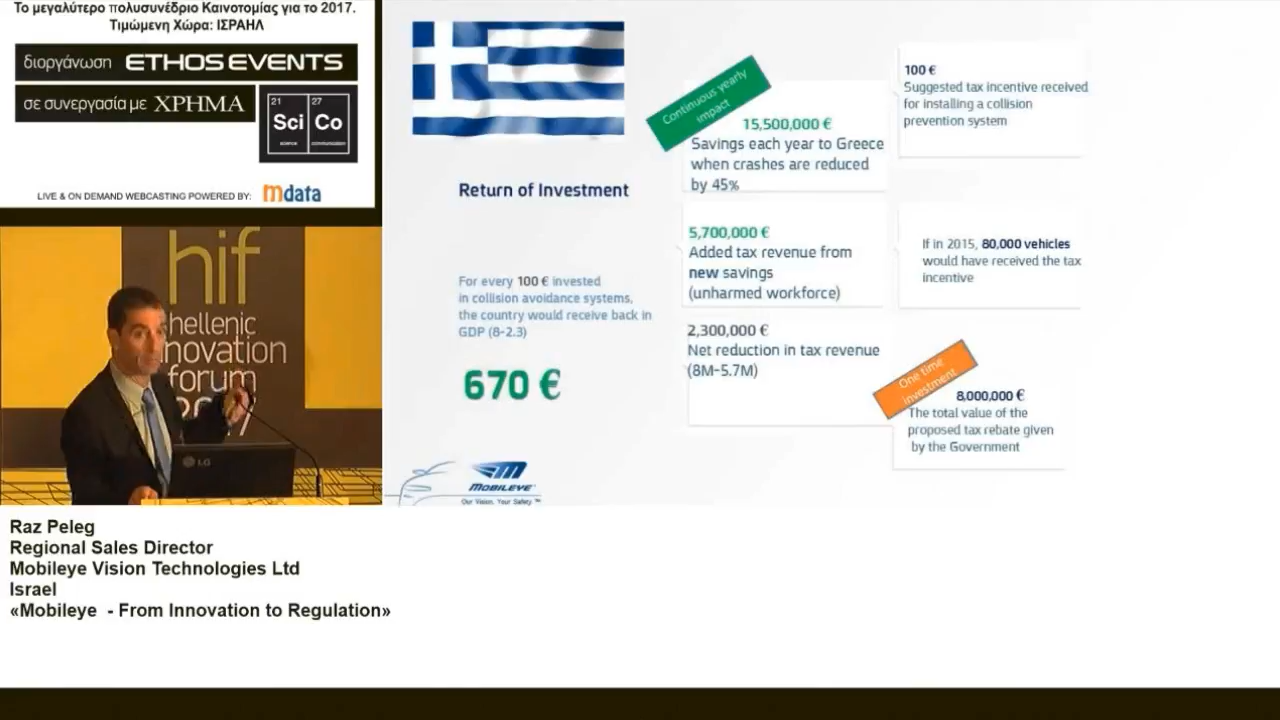 Το μεγαλύτερο πολυσυνέδριο Καινοτομίας για το 2017.
Τιμώμενη Χώρα: ΙΣΡΑΗΛ
διοργάνωση ETHOS EVENTS
σε συνεργασία με ΧΡΗΜΑ
21 27
Sci Co
science communication
LIVE & ON DEMAND WEBCASTING POWERED BY: mdata
hif
hellenic
innovation
forum
2017
LG
Return of Investment
For every 100 € invested
in collision avoidance systems,
the country would receive back in
GDP (8-2.3)
670 €
MOBILEYE
Our Vision. Your Safety ™
Continuous yearly
impact
15,500,000 €
Savings each year to Greece
when crashes are reduced
by 45%
5,700,000 €
Added tax revenue from
new savings
(unharmed workforce)
2,300,000 €
Net reduction in tax revenue
(8M-5.7M)
100 €
Suggested tax incentive received
for installing a collision
prevention system
If in 2015, 80,000 vehicles
would have received the tax
incentive
One time
investment
8,000,000 €
The total value of the
proposed tax rebate given
by the Government
Raz Peleg
Regional Sales Director
Mobileye Vision Technologies Ltd
Israel
«Mobileye - From Innovation to Regulation»